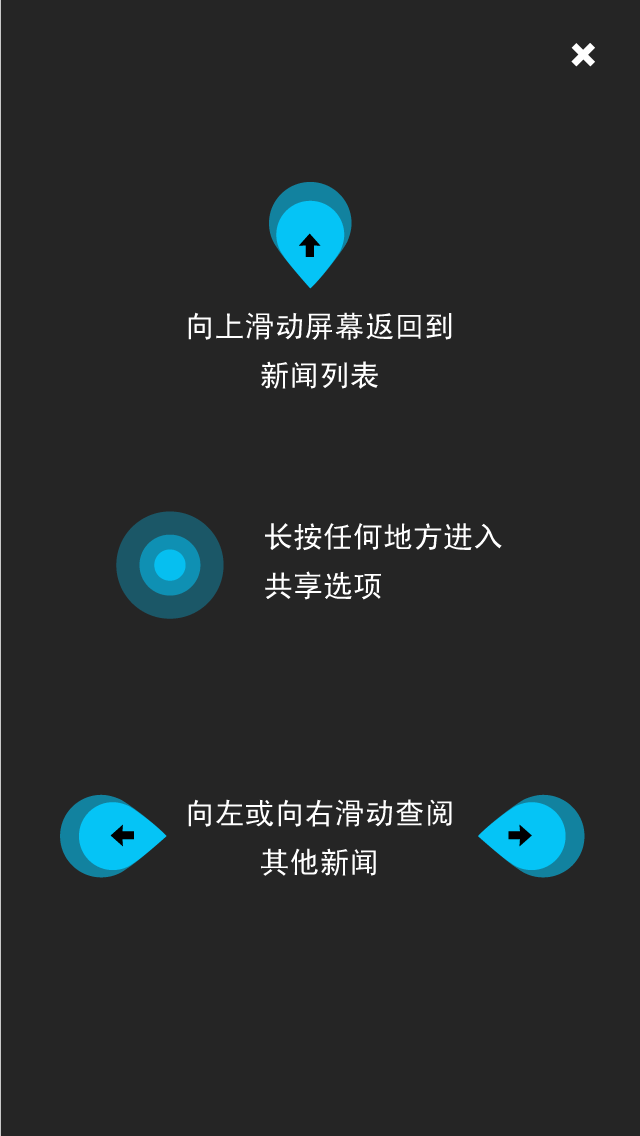 向上滑动屏幕返回到
新闻列表
长按任何地方进入
共享选项
向左或向右滑动查阅
其他新闻